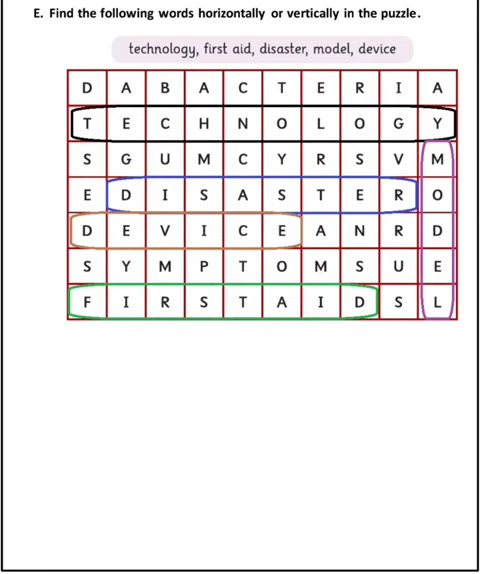 E. Find the following words horizontally or vertically in the puzzle.
technology, first aid, disaster, model, device
D A B A C T E R I A
T E C H N O L O G Y
S G U M C Y R S V M
E D I S A S T E R O
D E V I C E A N R D
S Y M P T O M S U E
F I R S T A I D S L